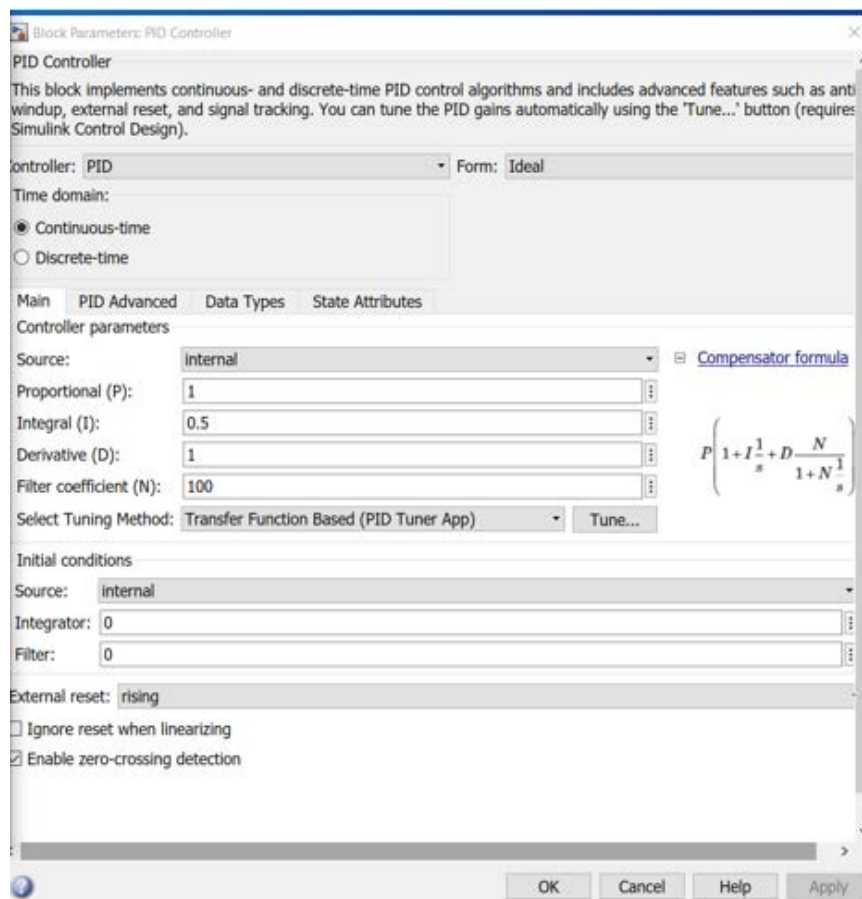 Block Parameters: PID Controller
PID Controller
This block implements continuous- and discrete-time PID control algorithms and includes advanced features such as anti
windup, external reset, and signal tracking. You can tune the PID gains automatically using the 'Tune...' button (requires
Simulink Control Design).
Controller: PID Form: Ideal
Time domain:
Continuous-time
Discrete-time
Main PID Advanced Data Types State Attributes
Controller parameters
Source: internal Compensator formula
Proportional (P): 1
Integral (I): 0.5
Derivative (D): 1
Filter coefficient (N): 100
P(1+I 1/s + D N/(1+N 1/s))
Select Tuning Method: Transfer Function Based (PID Tuner App) Tune...
Initial conditions
Source: internal
Integrator: 0
Filter: 0
External reset: rising
Ignore reset when linearizing
Enable zero-crossing detection
OK Cancel Help Apply